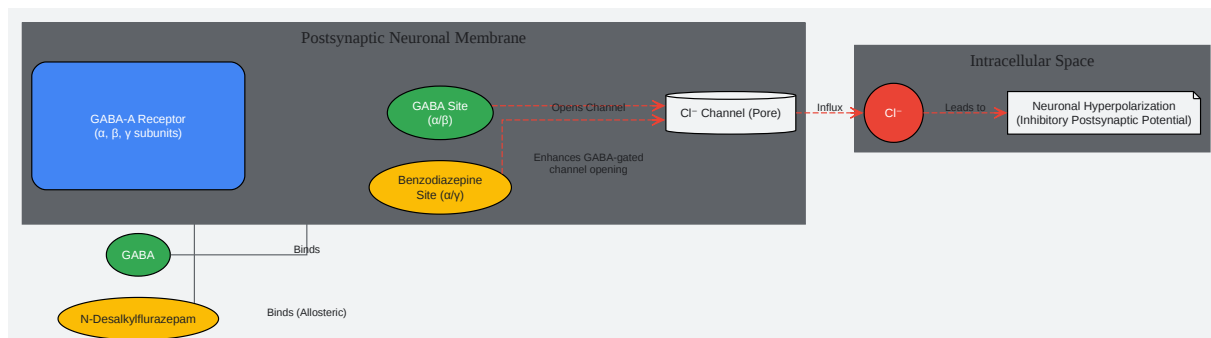 Postsynaptic Neuronal Membrane
GABA-A Receptor
(α, β, γ subunits)
GABA Site
(α/β)
Opens Channel
Cl⁻ Channel (Pore)
Benzodiazepine
Site (α/γ)
Enhances GABA-gated
channel opening
Influx
Intracellular Space
Cl⁻
Leads to
Neuronal Hyperpolarization
(Inhibitory Postsynaptic Potential)
GABA
Binds
N-Desalkylflurazepam
Binds (Allosteric)